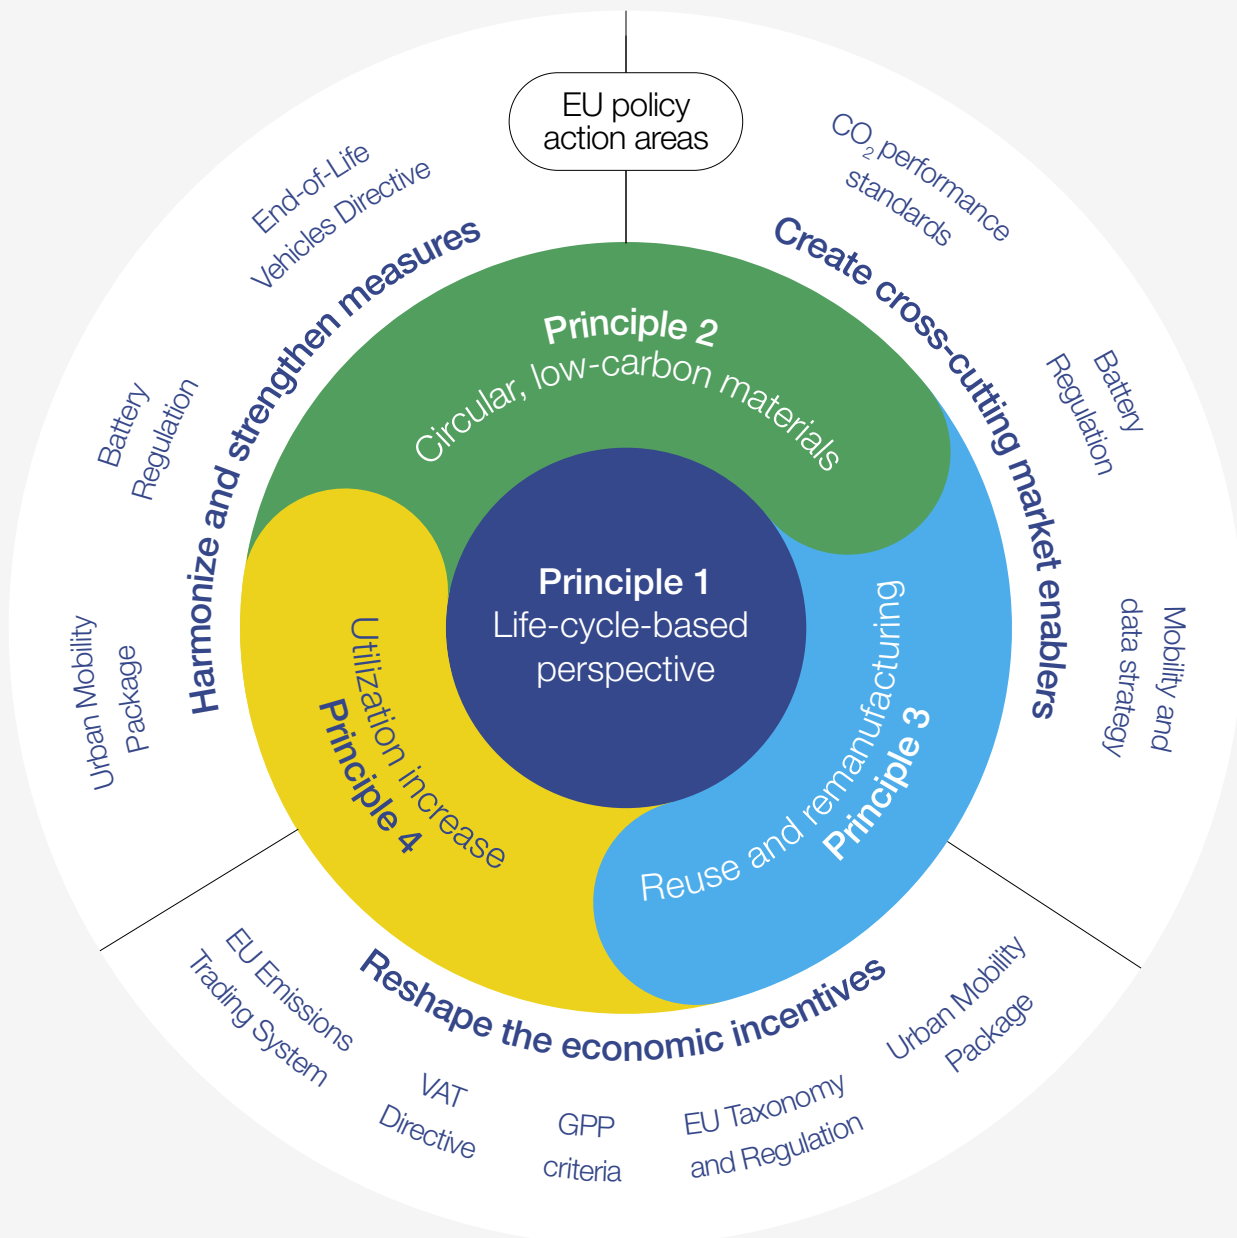 EU policy
action areas
CO₂ performance
standards
Create cross-cutting market enablers
Battery
Regulation
Mobility and
data strategy
End-of-Life
Vehicles Directive
Harmonize and strengthen measures
Battery
Regulation
Urban Mobility
Package
Principle 2
Circular, low-carbon materials
Principle 1
Life-cycle-based
perspective
Reuse and remanufacturing
Principle 3
Utilization increase
Principle 4
Reshape the economic incentives
EU Emissions
Trading System
VAT
Directive
GPP
criteria
EU Taxonomy
and Regulation
Urban Mobility
Package